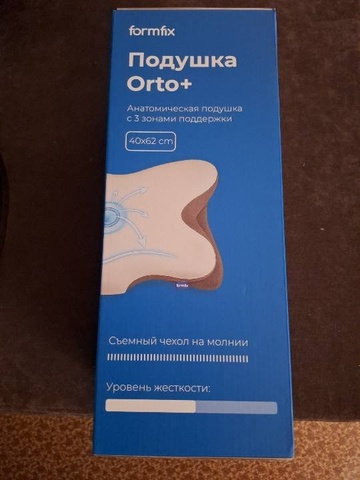 formfix
Подушка
Orto+
Анатомическая подушка
с 3 зонами поддержки
40x62 cm
formfix
Съемный чехол на молнии
Уровень жесткости: